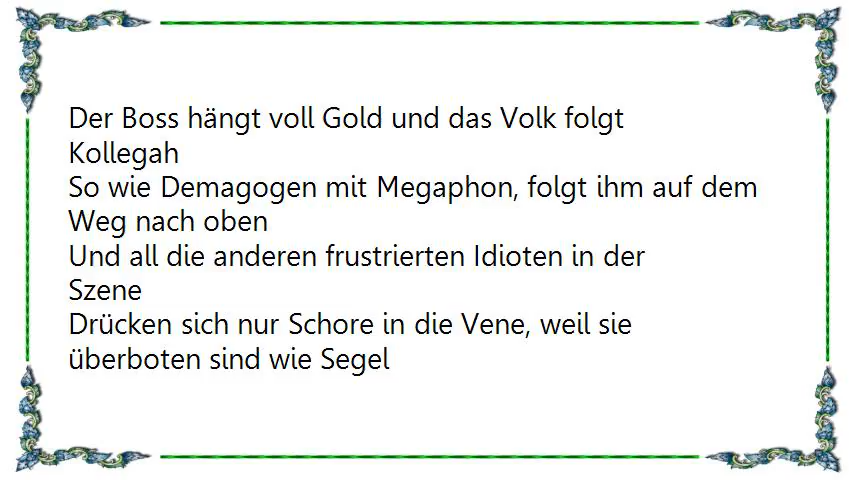 Der Boss hängt voll Gold und das Volk folgt
Kollegah
So wie Demagogen mit Megaphon, folgt ihm auf dem
Weg nach oben
Und all die anderen frustrierten Idioten in der
Szene
Drücken sich nur Schore in die Vene, weil sie
überboten sind wie Segel